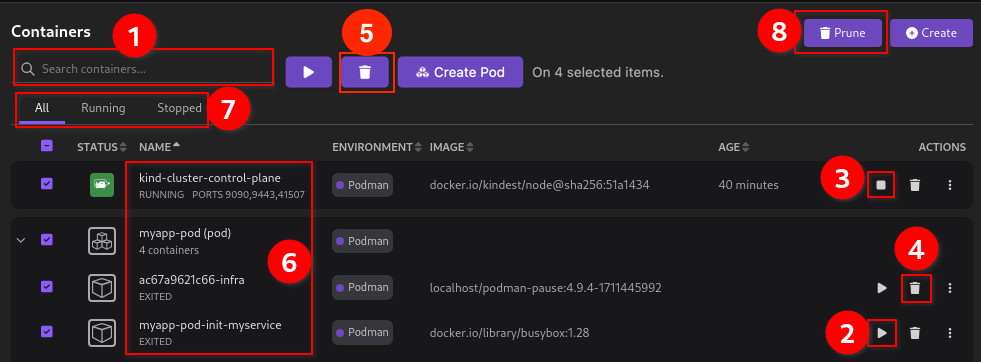 Containers
1
5
8
Prune
Create
Search containers...
Create Pod
On 4 selected items.
All
Running
Stopped
7
STATUS
NAME
ENVIRONMENT
IMAGE
AGE
ACTIONS
kind-cluster-control-plane
RUNNING PORTS 9090,9443,41507
Podman
docker.io/kindest/node@sha256:51a1434
40 minutes
3
myapp-pod (pod)
4 containers
Podman
6
4
ac67a9621c66-infra
EXITED
Podman
localhost/podman-pause:4.9.4-1711445992
myapp-pod-init-myservice
EXITED
Podman
docker.io/library/busybox:1.28
2